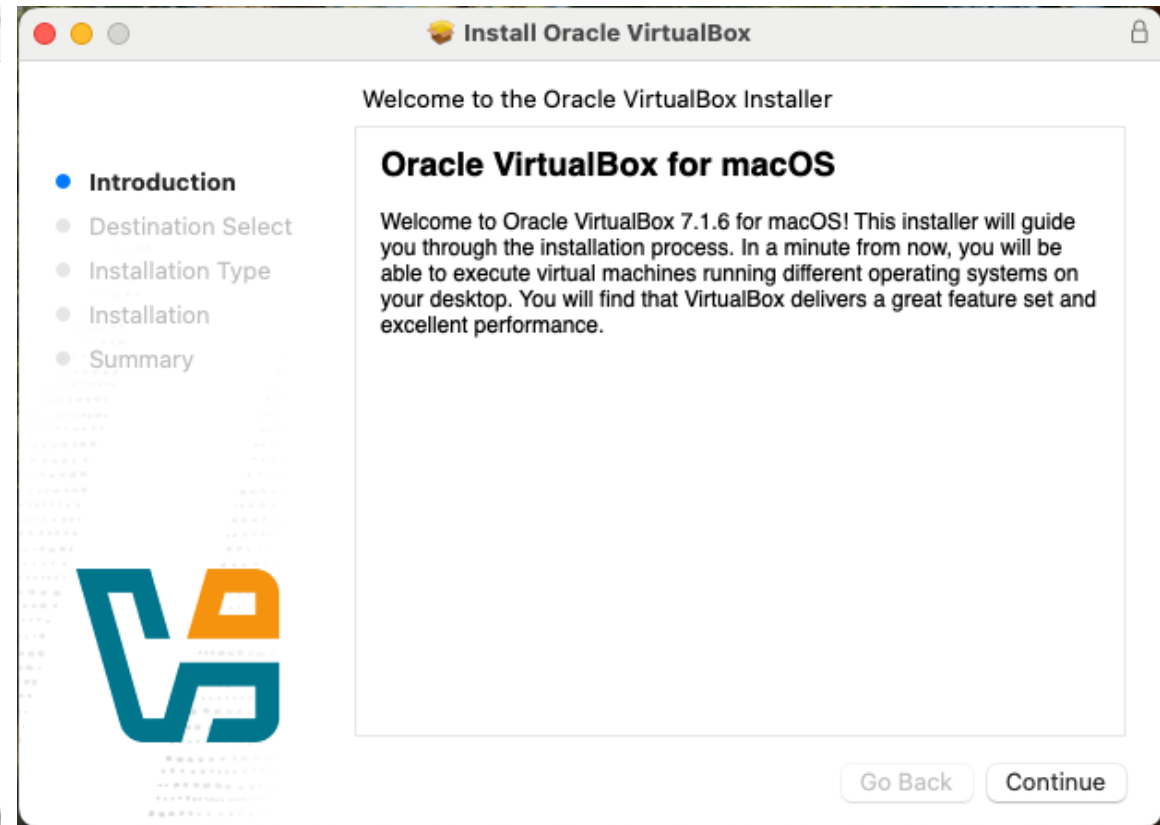 Install Oracle VirtualBox
Welcome to the Oracle VirtualBox Installer
Introduction
Destination Select
Installation Type
Installation
Summary
Oracle VirtualBox for macOS
Welcome to Oracle VirtualBox 7.1.6 for macOS! This installer will guide
you through the installation process. In a minute from now, you will be
able to execute virtual machines running different operating systems on
your desktop. You will find that VirtualBox delivers a great feature set and
excellent performance.
Go Back
Continue